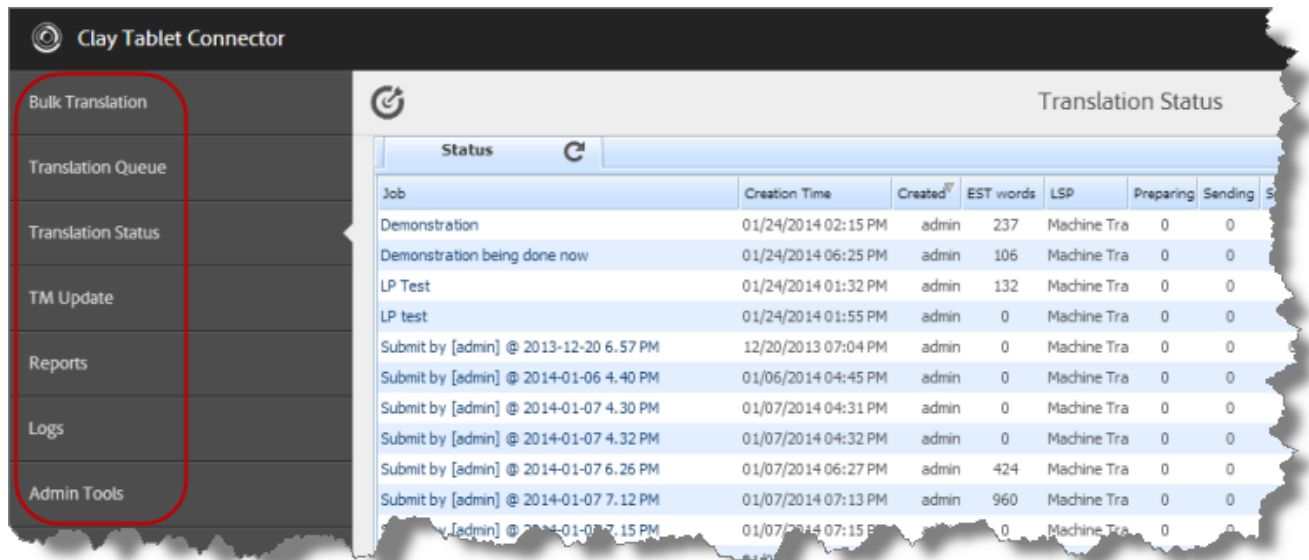 Clay Tablet Connector
Bulk Translation
Translation Queue
Translation Status
TM Update
Reports
Logs
Admin Tools
Translation Status
Status
Job Creation Time Created EST words LSP Preparing Sending
Demonstration 01/24/2014 02:15 PM admin 237 Machine Tra 0 0
Demonstration being done now 01/24/2014 06:25 PM admin 106 Machine Tra 0 0
LP Test 01/24/2014 01:32 PM admin 132 Machine Tra 0 0
LP test 01/24/2014 01:55 PM admin 0 Machine Tra 0 0
Submit by [admin] @ 2013-12-20 6.57 PM 12/20/2013 07:04 PM admin 0 Machine Tra 0 0
Submit by [admin] @ 2014-01-06 4.40 PM 01/06/2014 04:45 PM admin 0 Machine Tra 0 0
Submit by [admin] @ 2014-01-07 4.30 PM 01/07/2014 04:31 PM admin 0 Machine Tra 0 0
Submit by [admin] @ 2014-01-07 4.32 PM 01/07/2014 04:32 PM admin 0 Machine Tra 0 0
Submit by [admin] @ 2014-01-07 6.26 PM 01/07/2014 06:27 PM admin 424 Machine Tra 0 0
Submit by [admin] @ 2014-01-07 7.12 PM 01/07/2014 07:13 PM admin 960 Machine Tra 0 0
[admin] @ 7.15 PM 07:15 0 Machine Tra 0